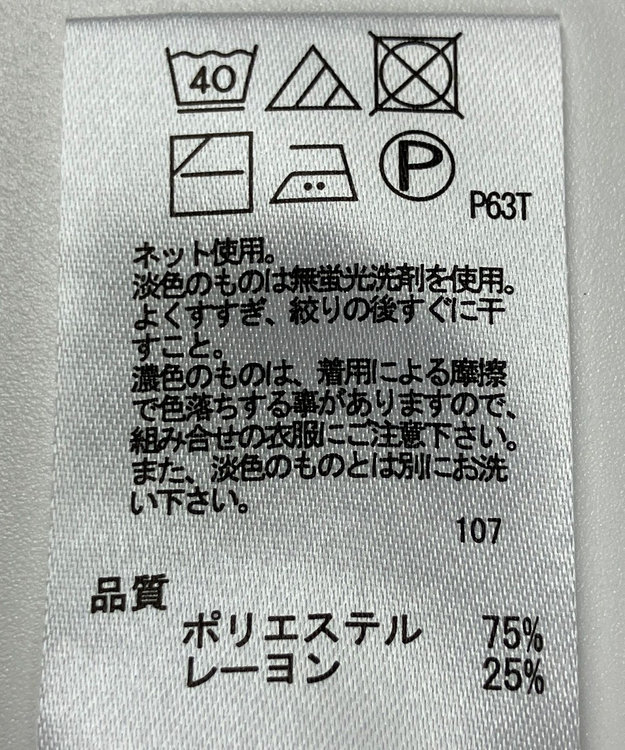 40
P
P63T
ネット使用。
淡色のものは無蛍光洗剤を使用。
よくすすぎ、絞りの後すぐに干
すこと。
濃色のものは、着用による摩擦
で色落ちする事がありますので、
組み合せの衣服にご注意下さい。
また、淡色のものとは別にお洗
い下さい。
107
品質
ポリエステル 75%
レーヨン 25%